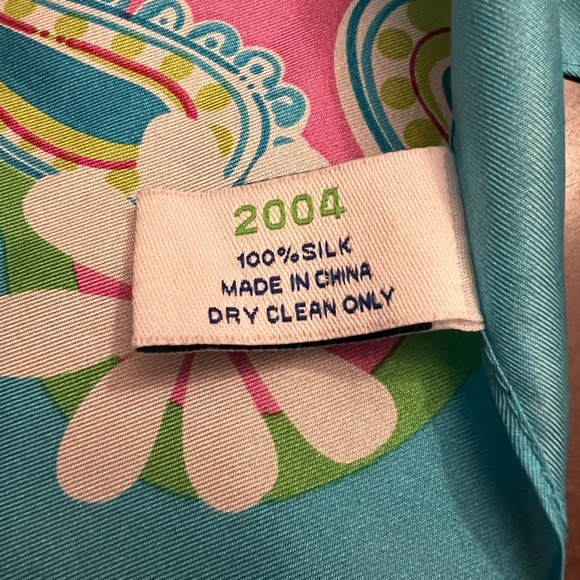 2004
100% SILK
MADE IN CHINA
DRY CLEAN ONLY